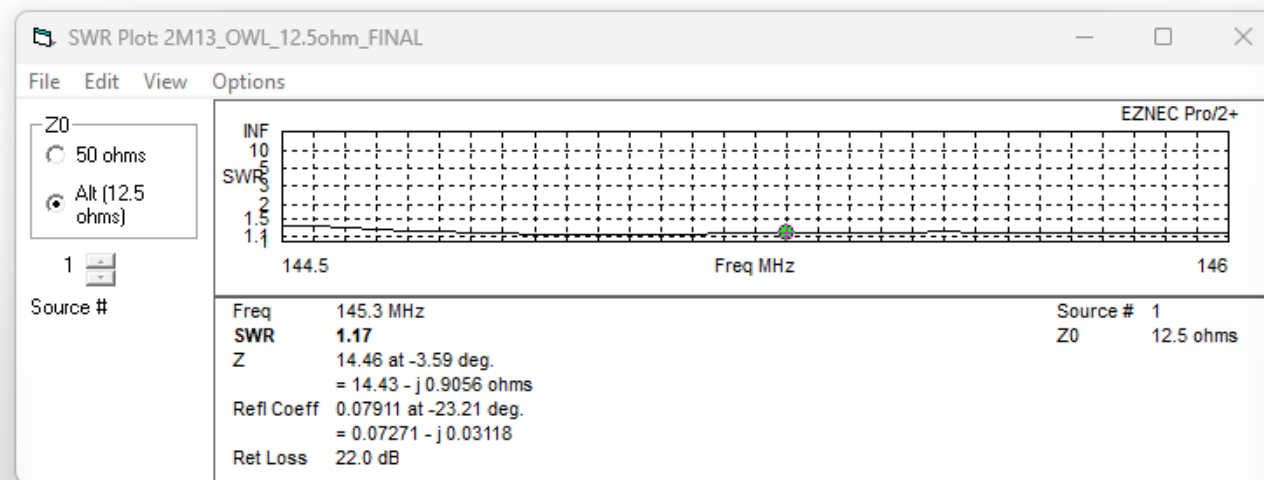 SWR Plot: 2M13_OWL_12.5ohm_FINAL
File Edit View Options
Z0
50 ohms
Alt (12.5
ohms)
1
Source #
EZNEC Pro/2+
INF
10
5
SWR
3
2
1.5
1.1
1
144.5 Freq MHz 146
Freq 145.3 MHz Source # 1
SWR 1.17 Z0 12.5 ohms
Z 14.46 at -3.59 deg.
= 14.43 - j 0.9056 ohms
Refl Coeff 0.07911 at -23.21 deg.
= 0.07271 - j 0.03118
Ret Loss 22.0 dB